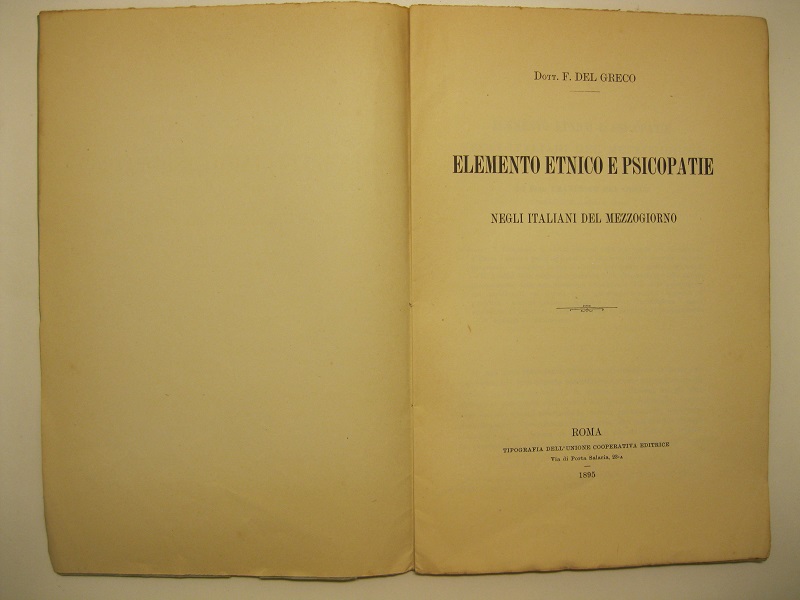 Dott. F. DEL GRECO
ELEMENTO ETNICO E PSICOPATIE
NEGLI ITALIANI DEL MEZZOGIORNO
ROMA
TIPOGRAFIA DELL'UNIONE COOPERATIVA EDITRICE
Via di Porta Salaria, 23-A
1895